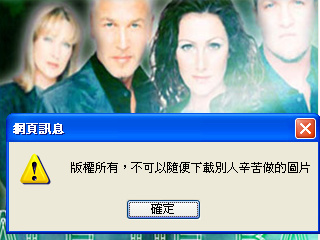 網頁訊息
版權所有，不可以隨便下載別人辛苦做的圖片
確定